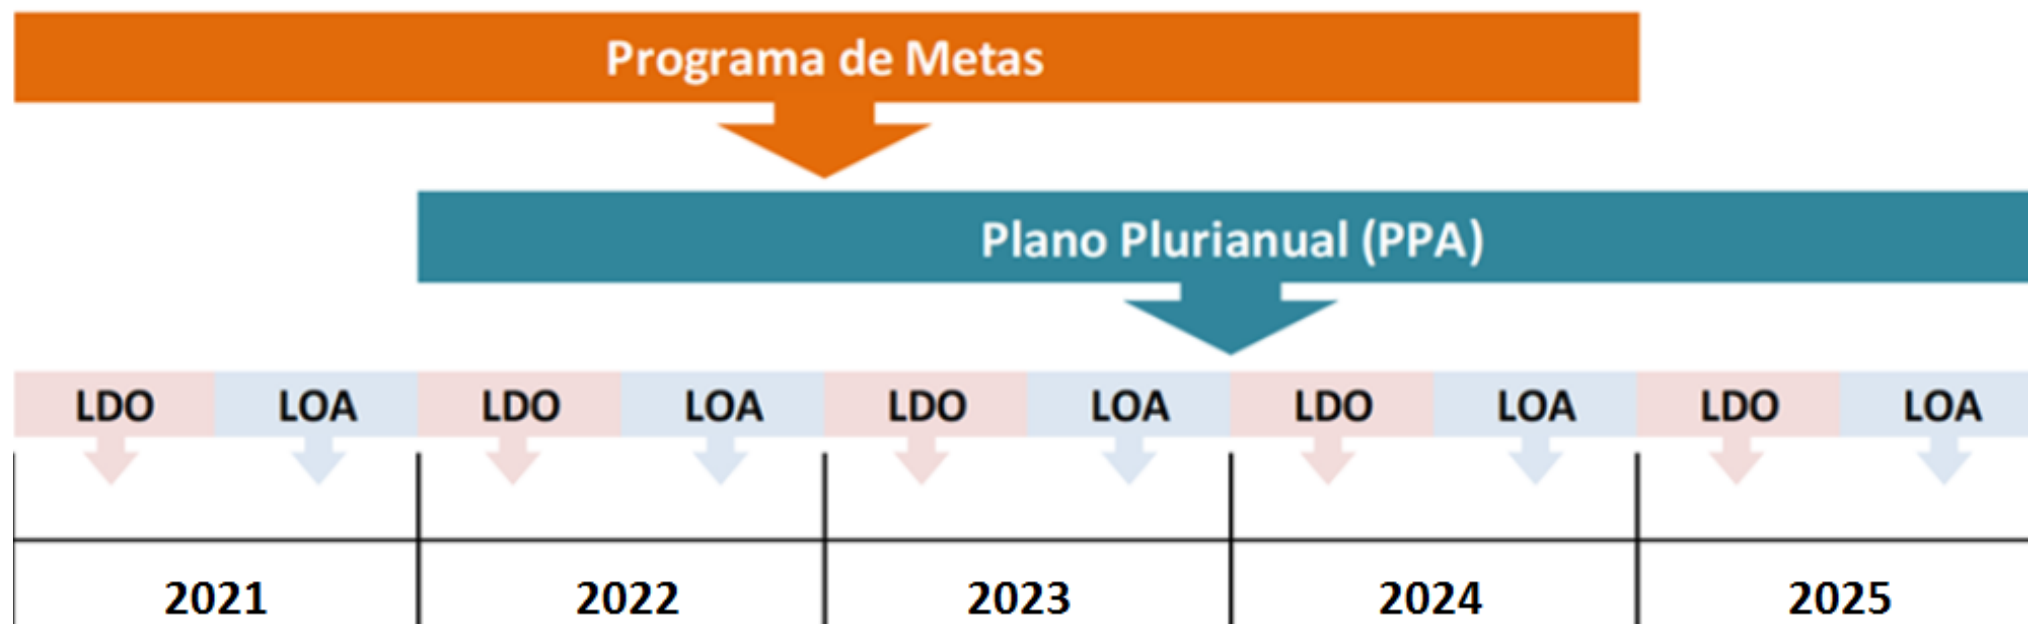 Programa de Metas
Plano Plurianual (PPA)
LDO LOA LDO LOA LDO LOA LDO LOA LDO LOA
2021 2022 2023 2024 2025